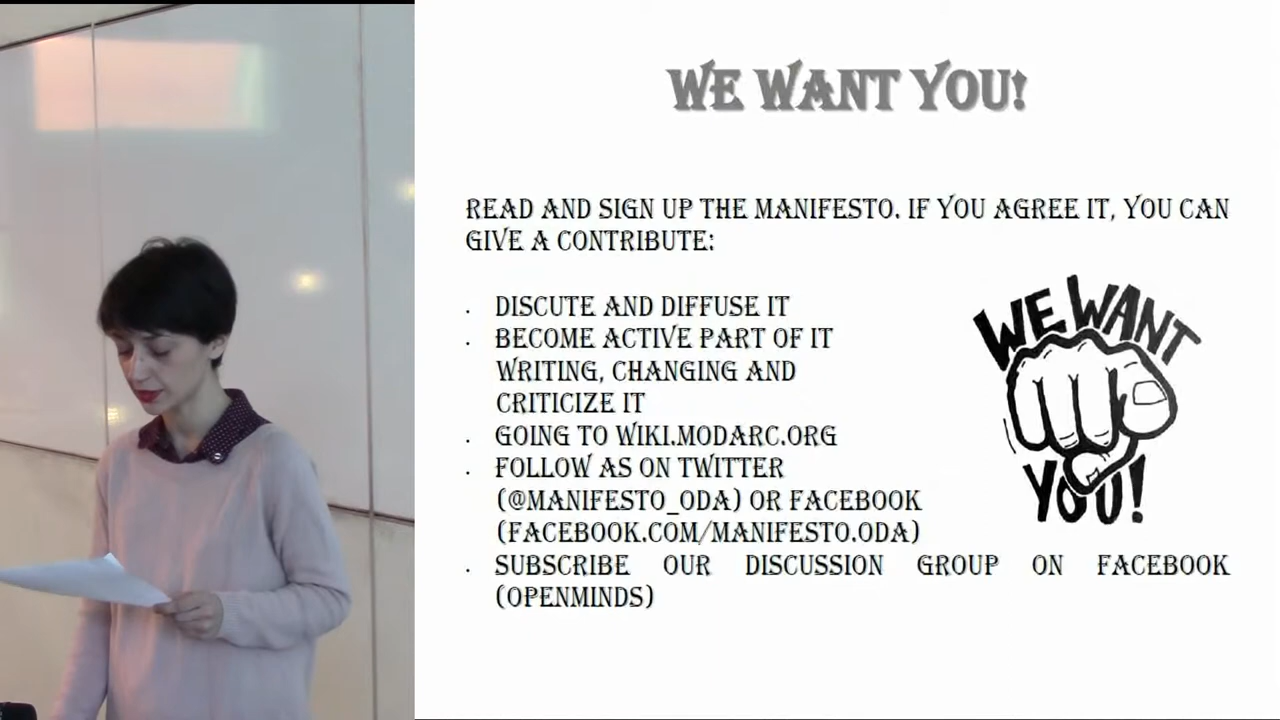 WE WANT YOU!
READ AND SIGN UP THE MANIFESTO. IF YOU AGREE IT, YOU CAN
GIVE A CONTRIBUTE:
• DISCUTE AND DIFFUSE IT
• BECOME ACTIVE PART OF IT
WRITING, CHANGING AND
CRITICIZE IT
• GOING TO WIKI.MODARC.ORG
• FOLLOW AS ON TWITTER
(@MANIFESTO_ODA) OR FACEBOOK
(FACEBOOK.COM/MANIFESTO.ODA)
• SUBSCRIBE OUR DISCUSSION GROUP ON FACEBOOK
(OPENMINDS)
WE WANT
YOU!